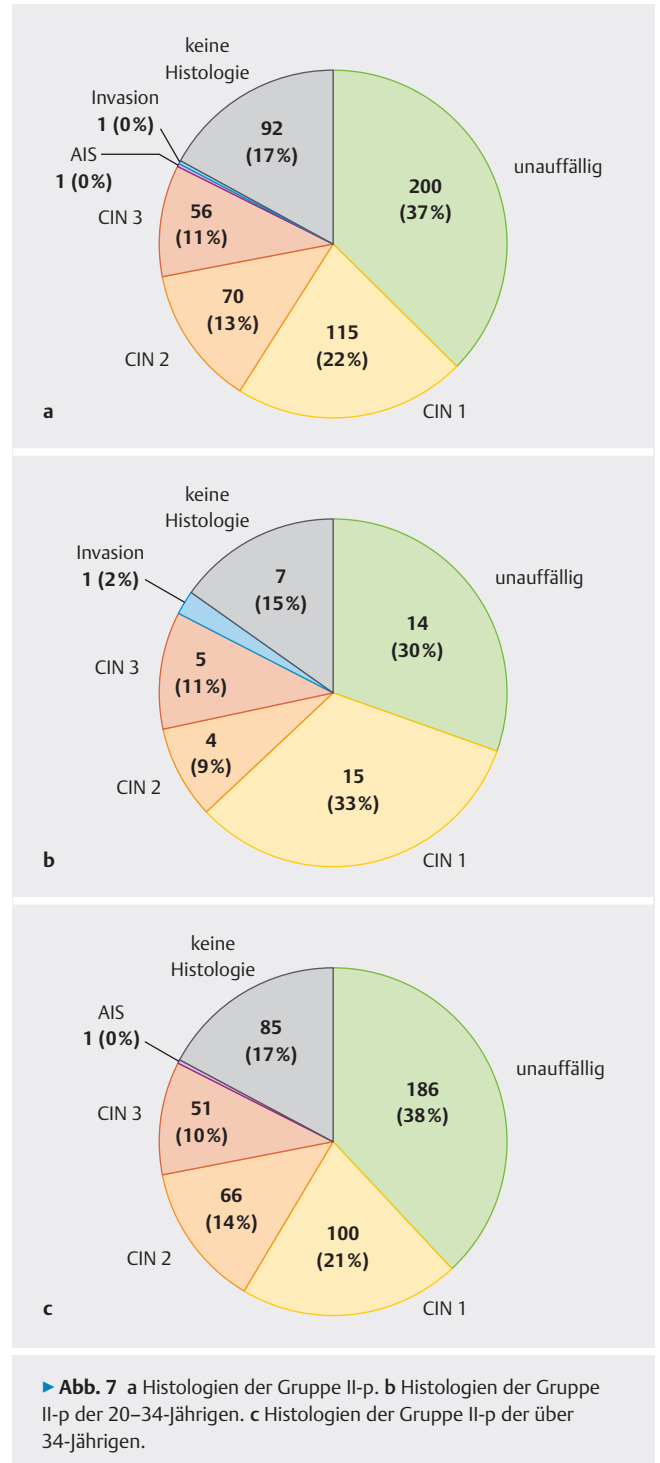 keine
Histologie
Invasion
1 (0%)
AIS
1 (0%)
CIN 3
92
(17%)
200
(37%)
unauffällig
56
(11%)
70
(13%)
CIN 2
115
(22%)
CIN 1
a
keine
Histologie
Invasion
1 (2%)
7
(15%)
unauffällig
14
(30%)
CIN 3
5
(11%)
4
(9%)
CIN 2
15
(33%)
CIN 1
b
keine
Histologie
AIS
1 (0%)
85
(17%)
unauffällig
186
(38%)
CIN 3
51
(10%)
66
(14%)
CIN 2
100
(21%)
CIN 1
c
► Abb. 7 a Histologien der Gruppe II-p. b Histologien der Gruppe
II-p der 20–34-Jährigen. c Histologien der Gruppe II-p der über
34-Jährigen.